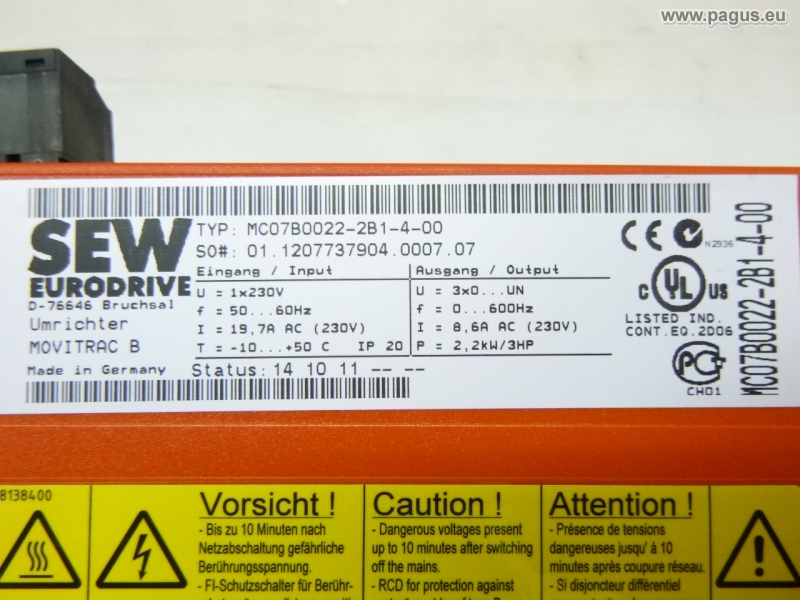 www.pagus.eu
SEW
EURODRIVE
D-76646 Bruchsal
Umrichter
MOVITRAC B
Made in Germany
TYP: MC07B0022-2B1-4-00
SO#: 01.1207737904.0007.07
Eingang / Input
U = 1x230V
f = 50...60Hz
I = 19,7A AC (230V)
T = -10...+50 C IP 20
Ausgang / Output
U = 3x0...UN
f = 0...600Hz
I = 8,6A AC (230V)
P = 2,2kW/3HP
Status: 14 10 11 -- --
CE
N2936
C UL US
LISTED IND.
CONT.EQ.2D06
CH01
MC07B0022-2B1-4-00
8138400
Vorsicht !
- Bis zu 10 Minuten nach
Netzabschaltung gefährliche
Berührungsspannung.
- FI-Schutzschalter für Berühr-
Caution !
- Dangerous voltages present
up to 10 minutes after switching
off the mains.
- RCD for protection against
Attention !
- Présence de tensions
dangereuses jusqu' à 10
minutes après coupure réseau.
- Si disjoncteur différentiel